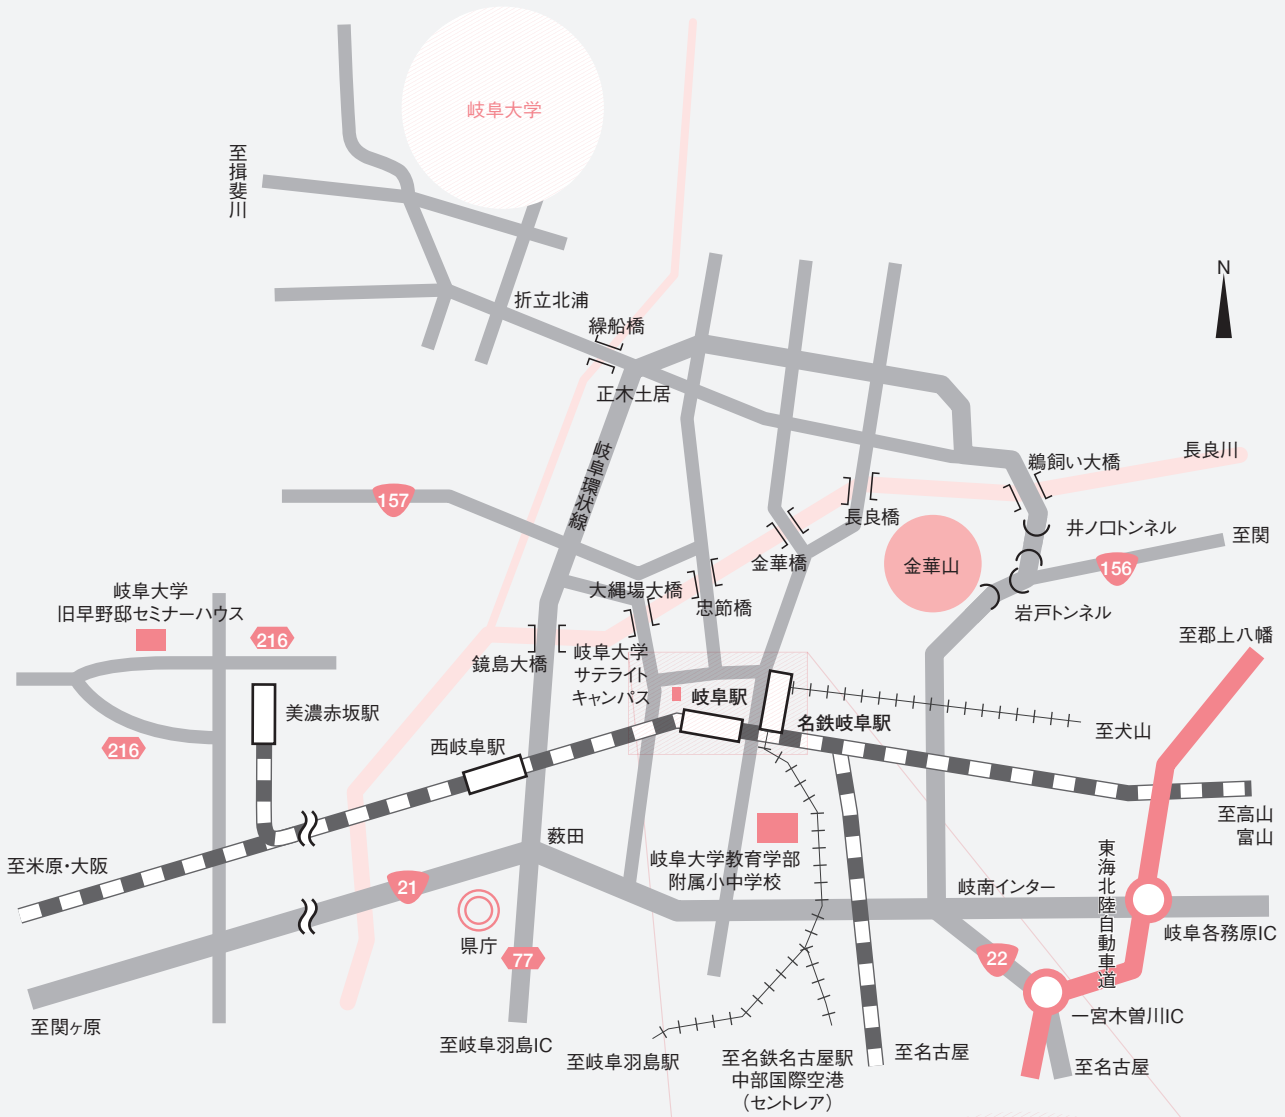 岐阜大学
至揖斐川
N
折立北浦
繰船橋
正木土居
岐阜環状線
157
鵜飼い大橋
長良川
長良橋
井ノ口トンネル
至関
金華橋
金華山
156
岐阜大学
旧早野邸セミナーハウス
大縄場大橋
忠節橋
岩戸トンネル
216
至郡上八幡
鏡島大橋
岐阜大学
サテライト
キャンパス
岐阜駅
美濃赤坂駅
名鉄岐阜駅
至犬山
216
西岐阜駅
至高山
富山
薮田
至米原・大阪
岐阜大学教育学部
附属小中学校
東海北陸自動車道
21
岐南インター
県庁
岐阜各務原IC
77
22
一宮木曽川IC
至関ヶ原
至岐阜羽島IC
至岐阜羽島駅
至名鉄名古屋駅
中部国際空港
（セントレア）
至名古屋
至名古屋